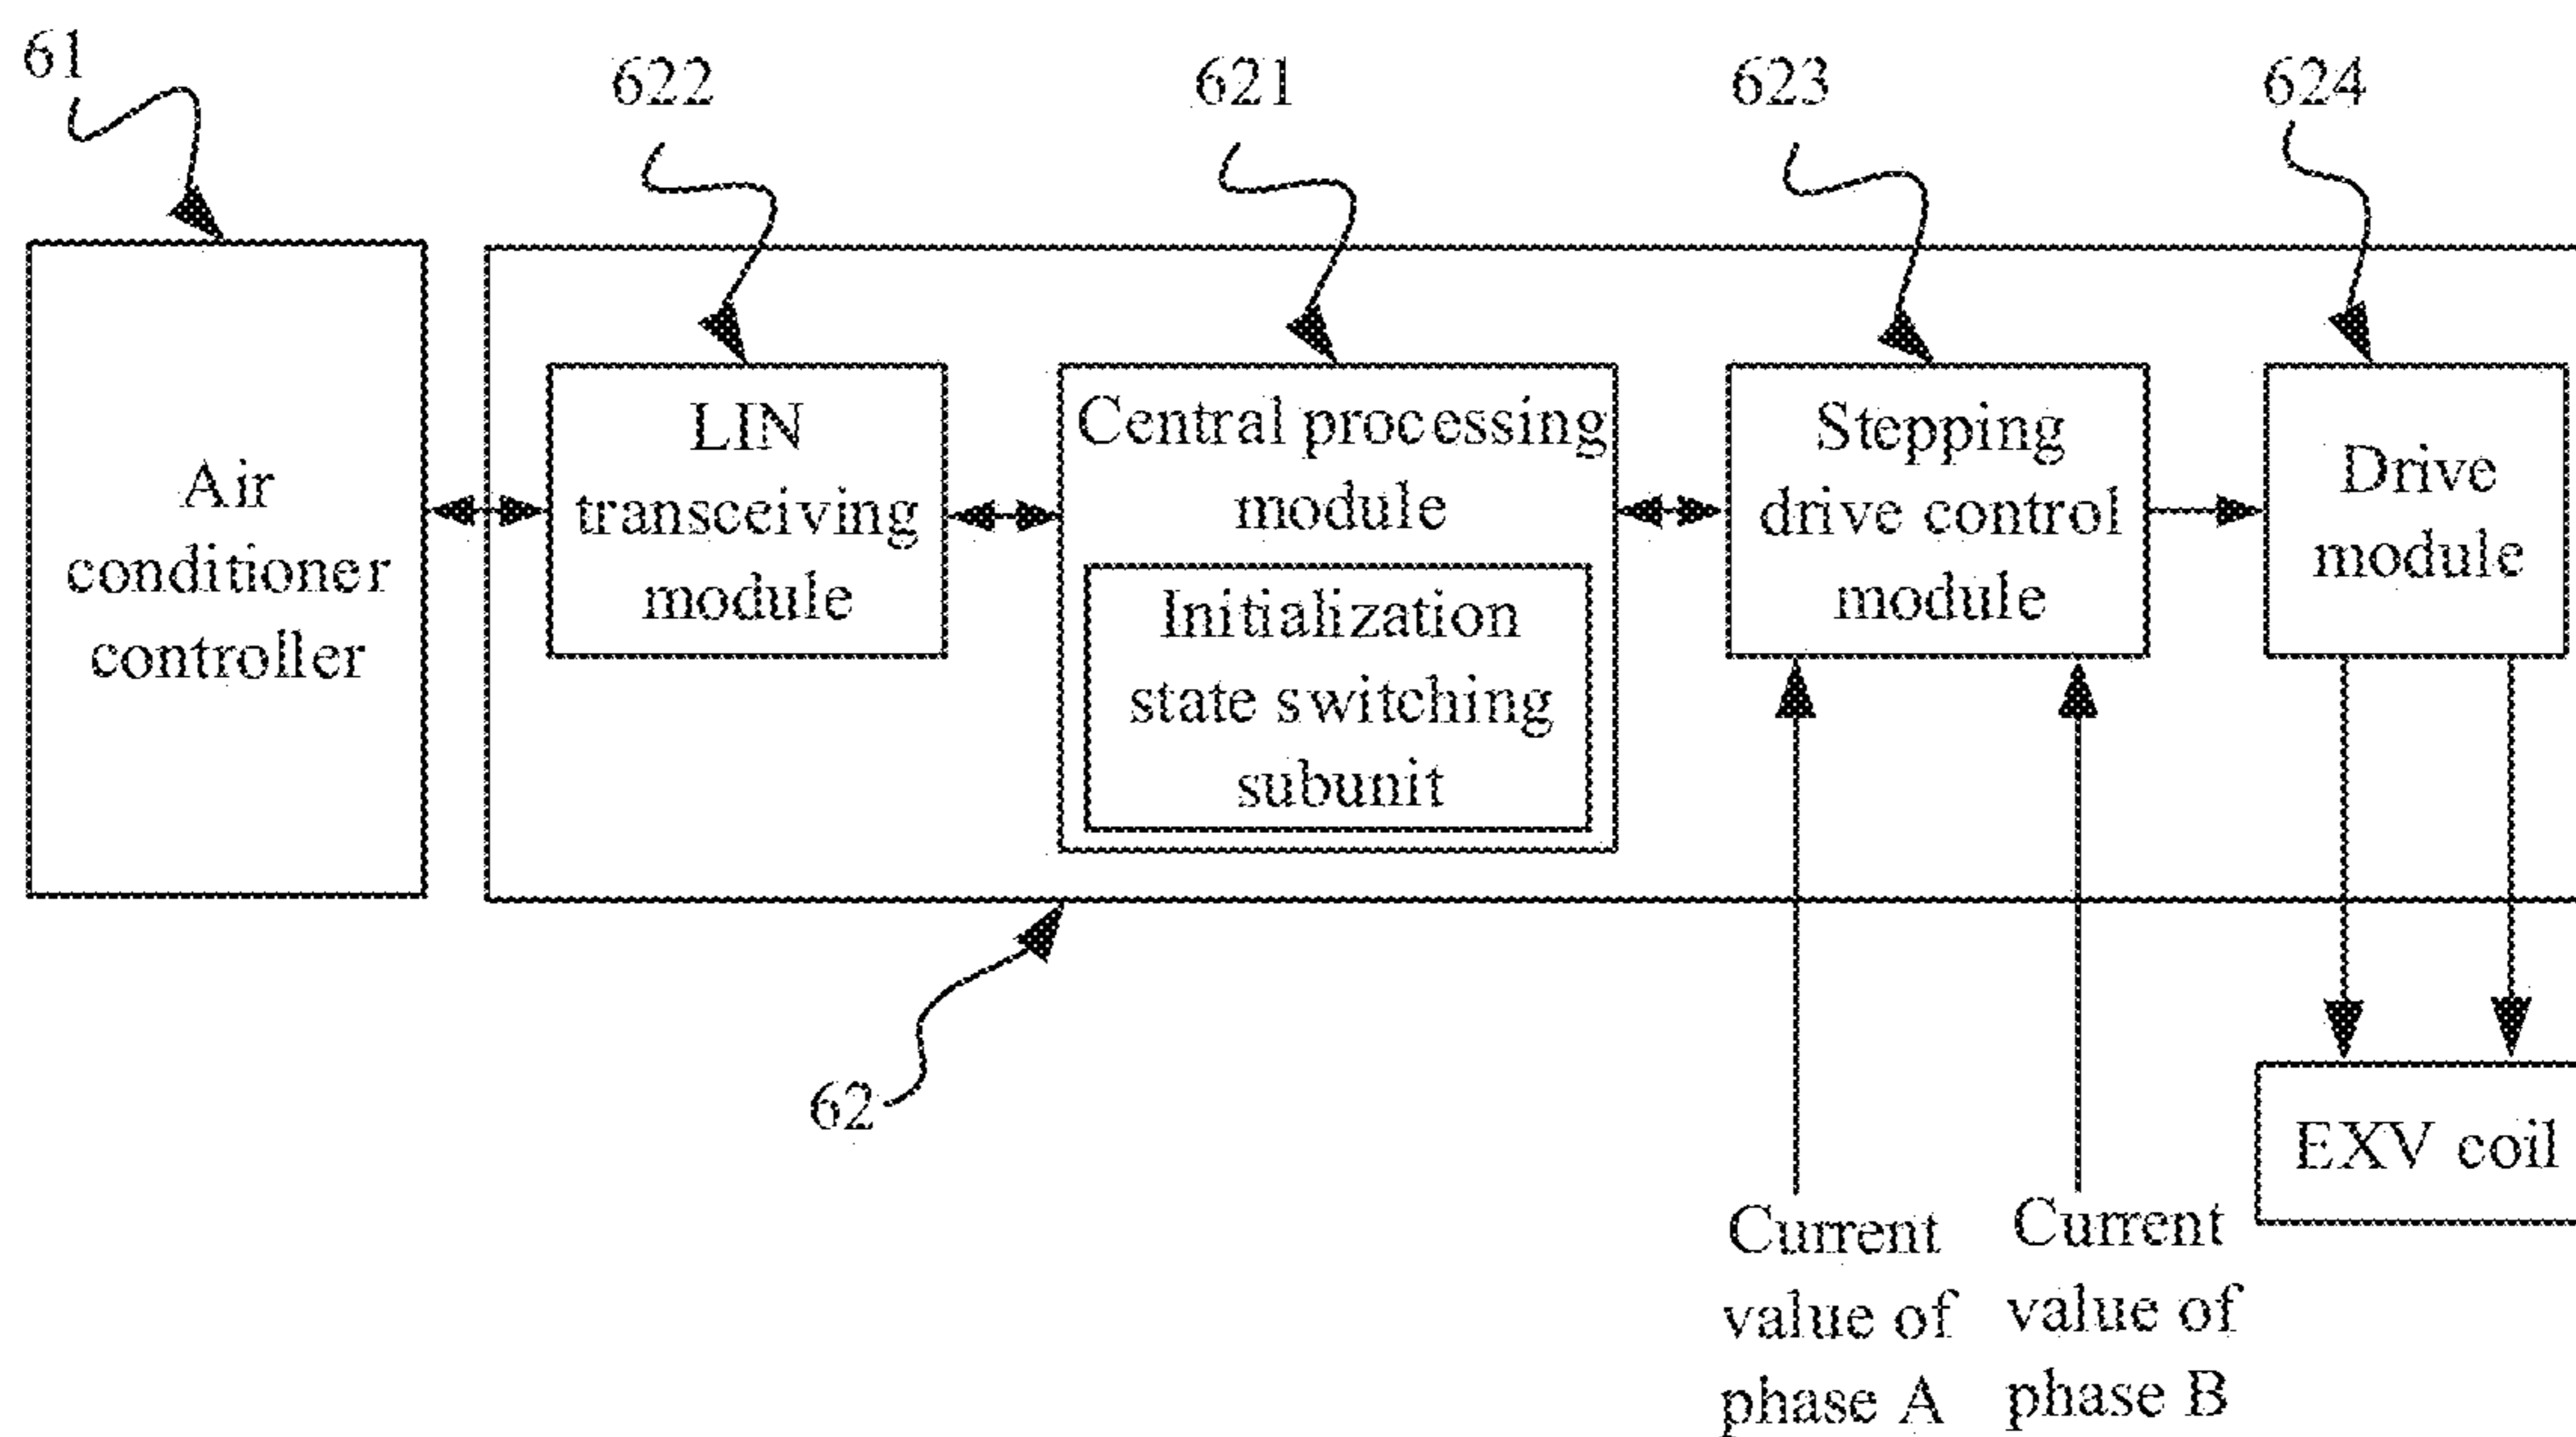 61
622
621
623
624
Air
conditioner
controller
LIN
transceiving
module
Central processing
module
Initialization
state switching
subunit
Stepping
drive control
module
Drive
module
62
EXV coil
Current
value of
phase A
Current
value of
phase B